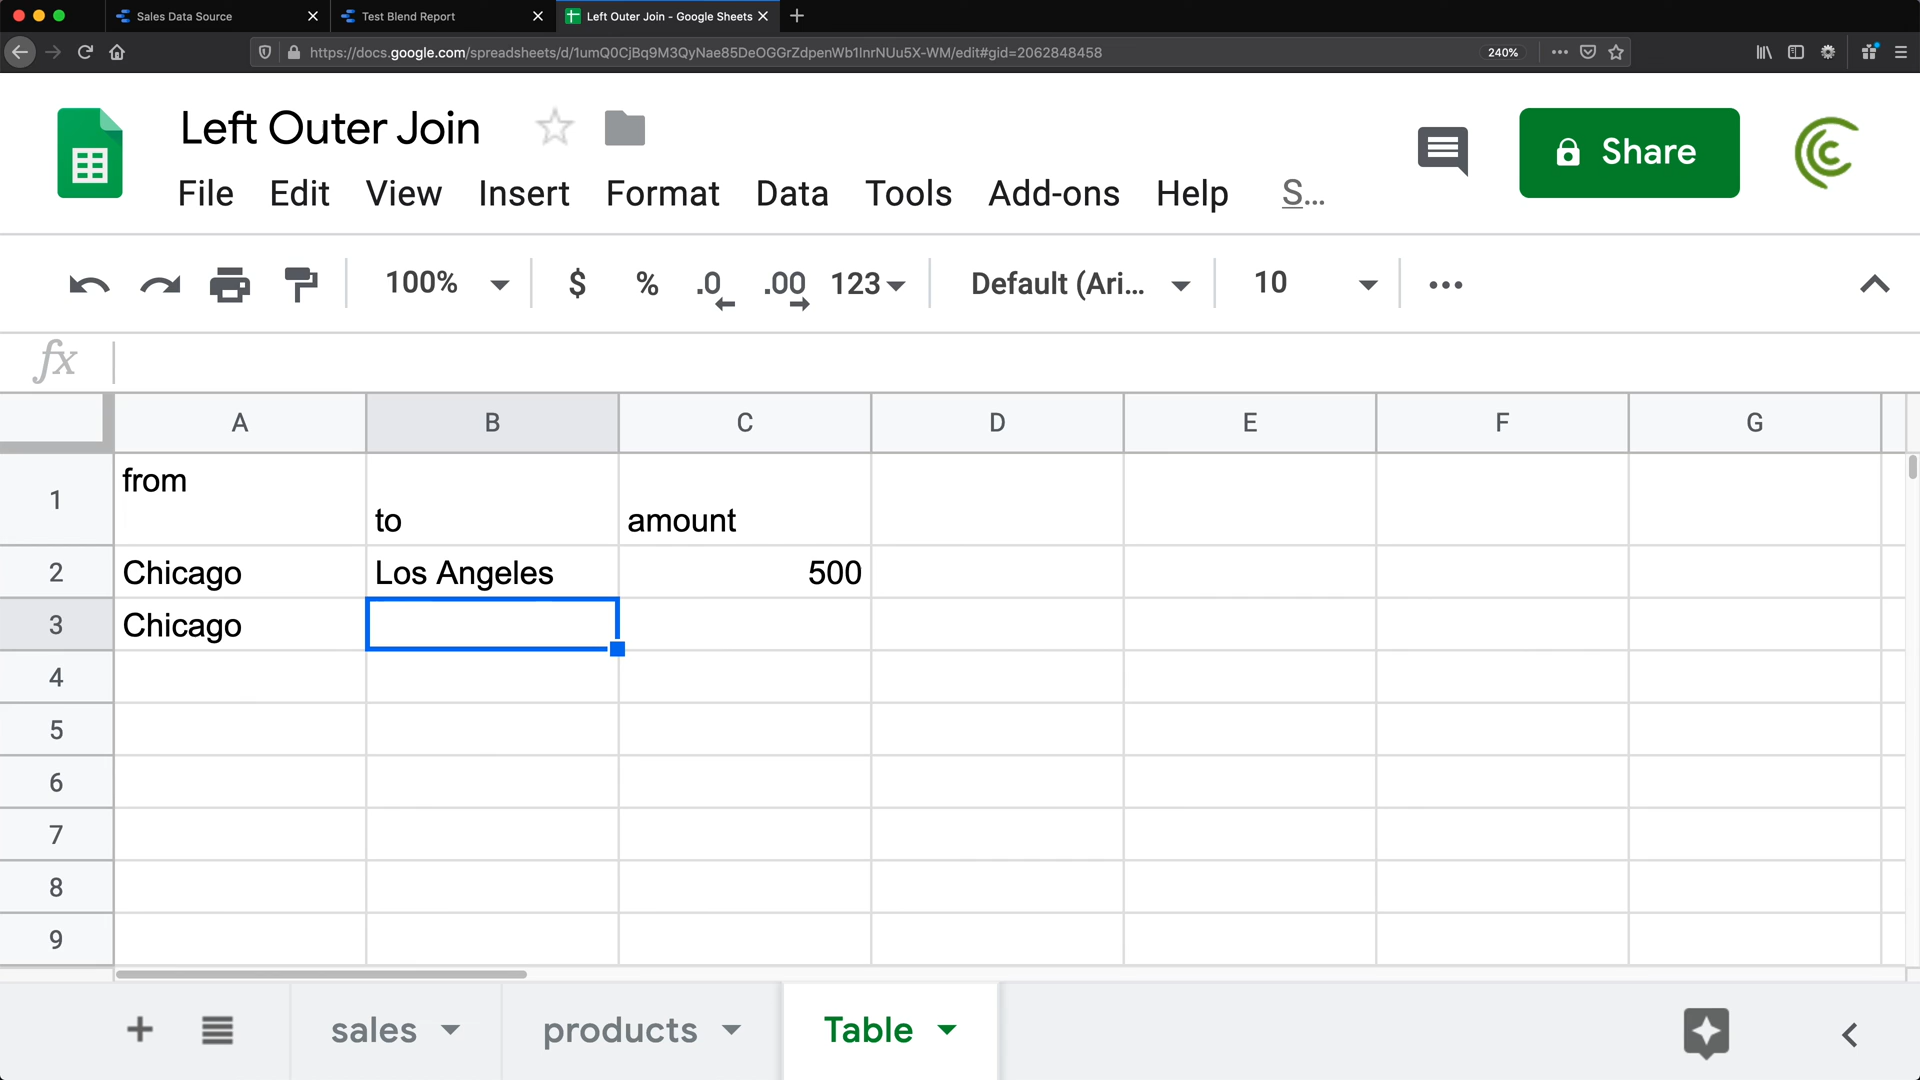 Sales Data Source
Test Blend Report
Left Outer Join - Google Sheets
https://docs.google.com/spreadsheets/d/1umQ0CjBq9M3QyNae85DeOGGrZdpenWb1InrNUu5X-WM/edit#gid=2062848458
240%
Left Outer Join
Share
File Edit View Insert Format Data Tools Add-ons Help S...
100% $ % .0 .00 123 Default (Ari... 10
fx
A B C D E F G
1 from to amount
2 Chicago Los Angeles 500
3 Chicago
4
5
6
7
8
9
sales products Table